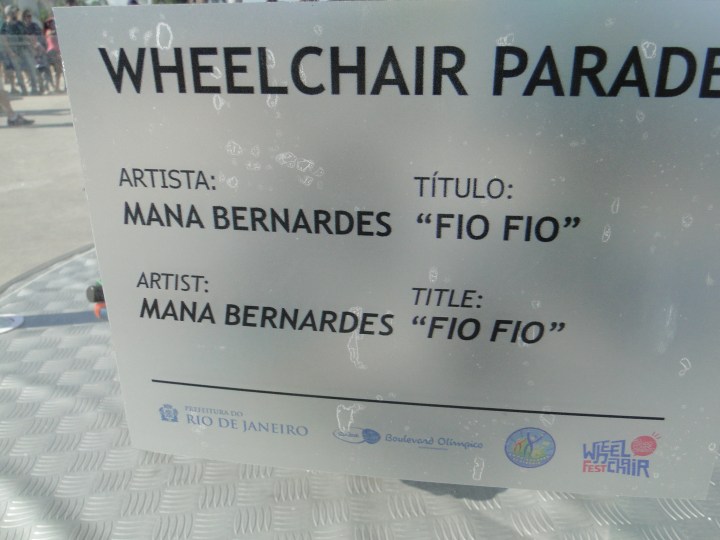 WHEELCHAIR PARADE
ARTISTA: TÍTULO:
MANA BERNARDES "FIO FIO"
ARTIST: TITLE:
MANA BERNARDES "FIO FIO"
PREFEITURA DO
RIO DE JANEIRO
Boulevard Olímpico
WHEEL
FEST CHAIR